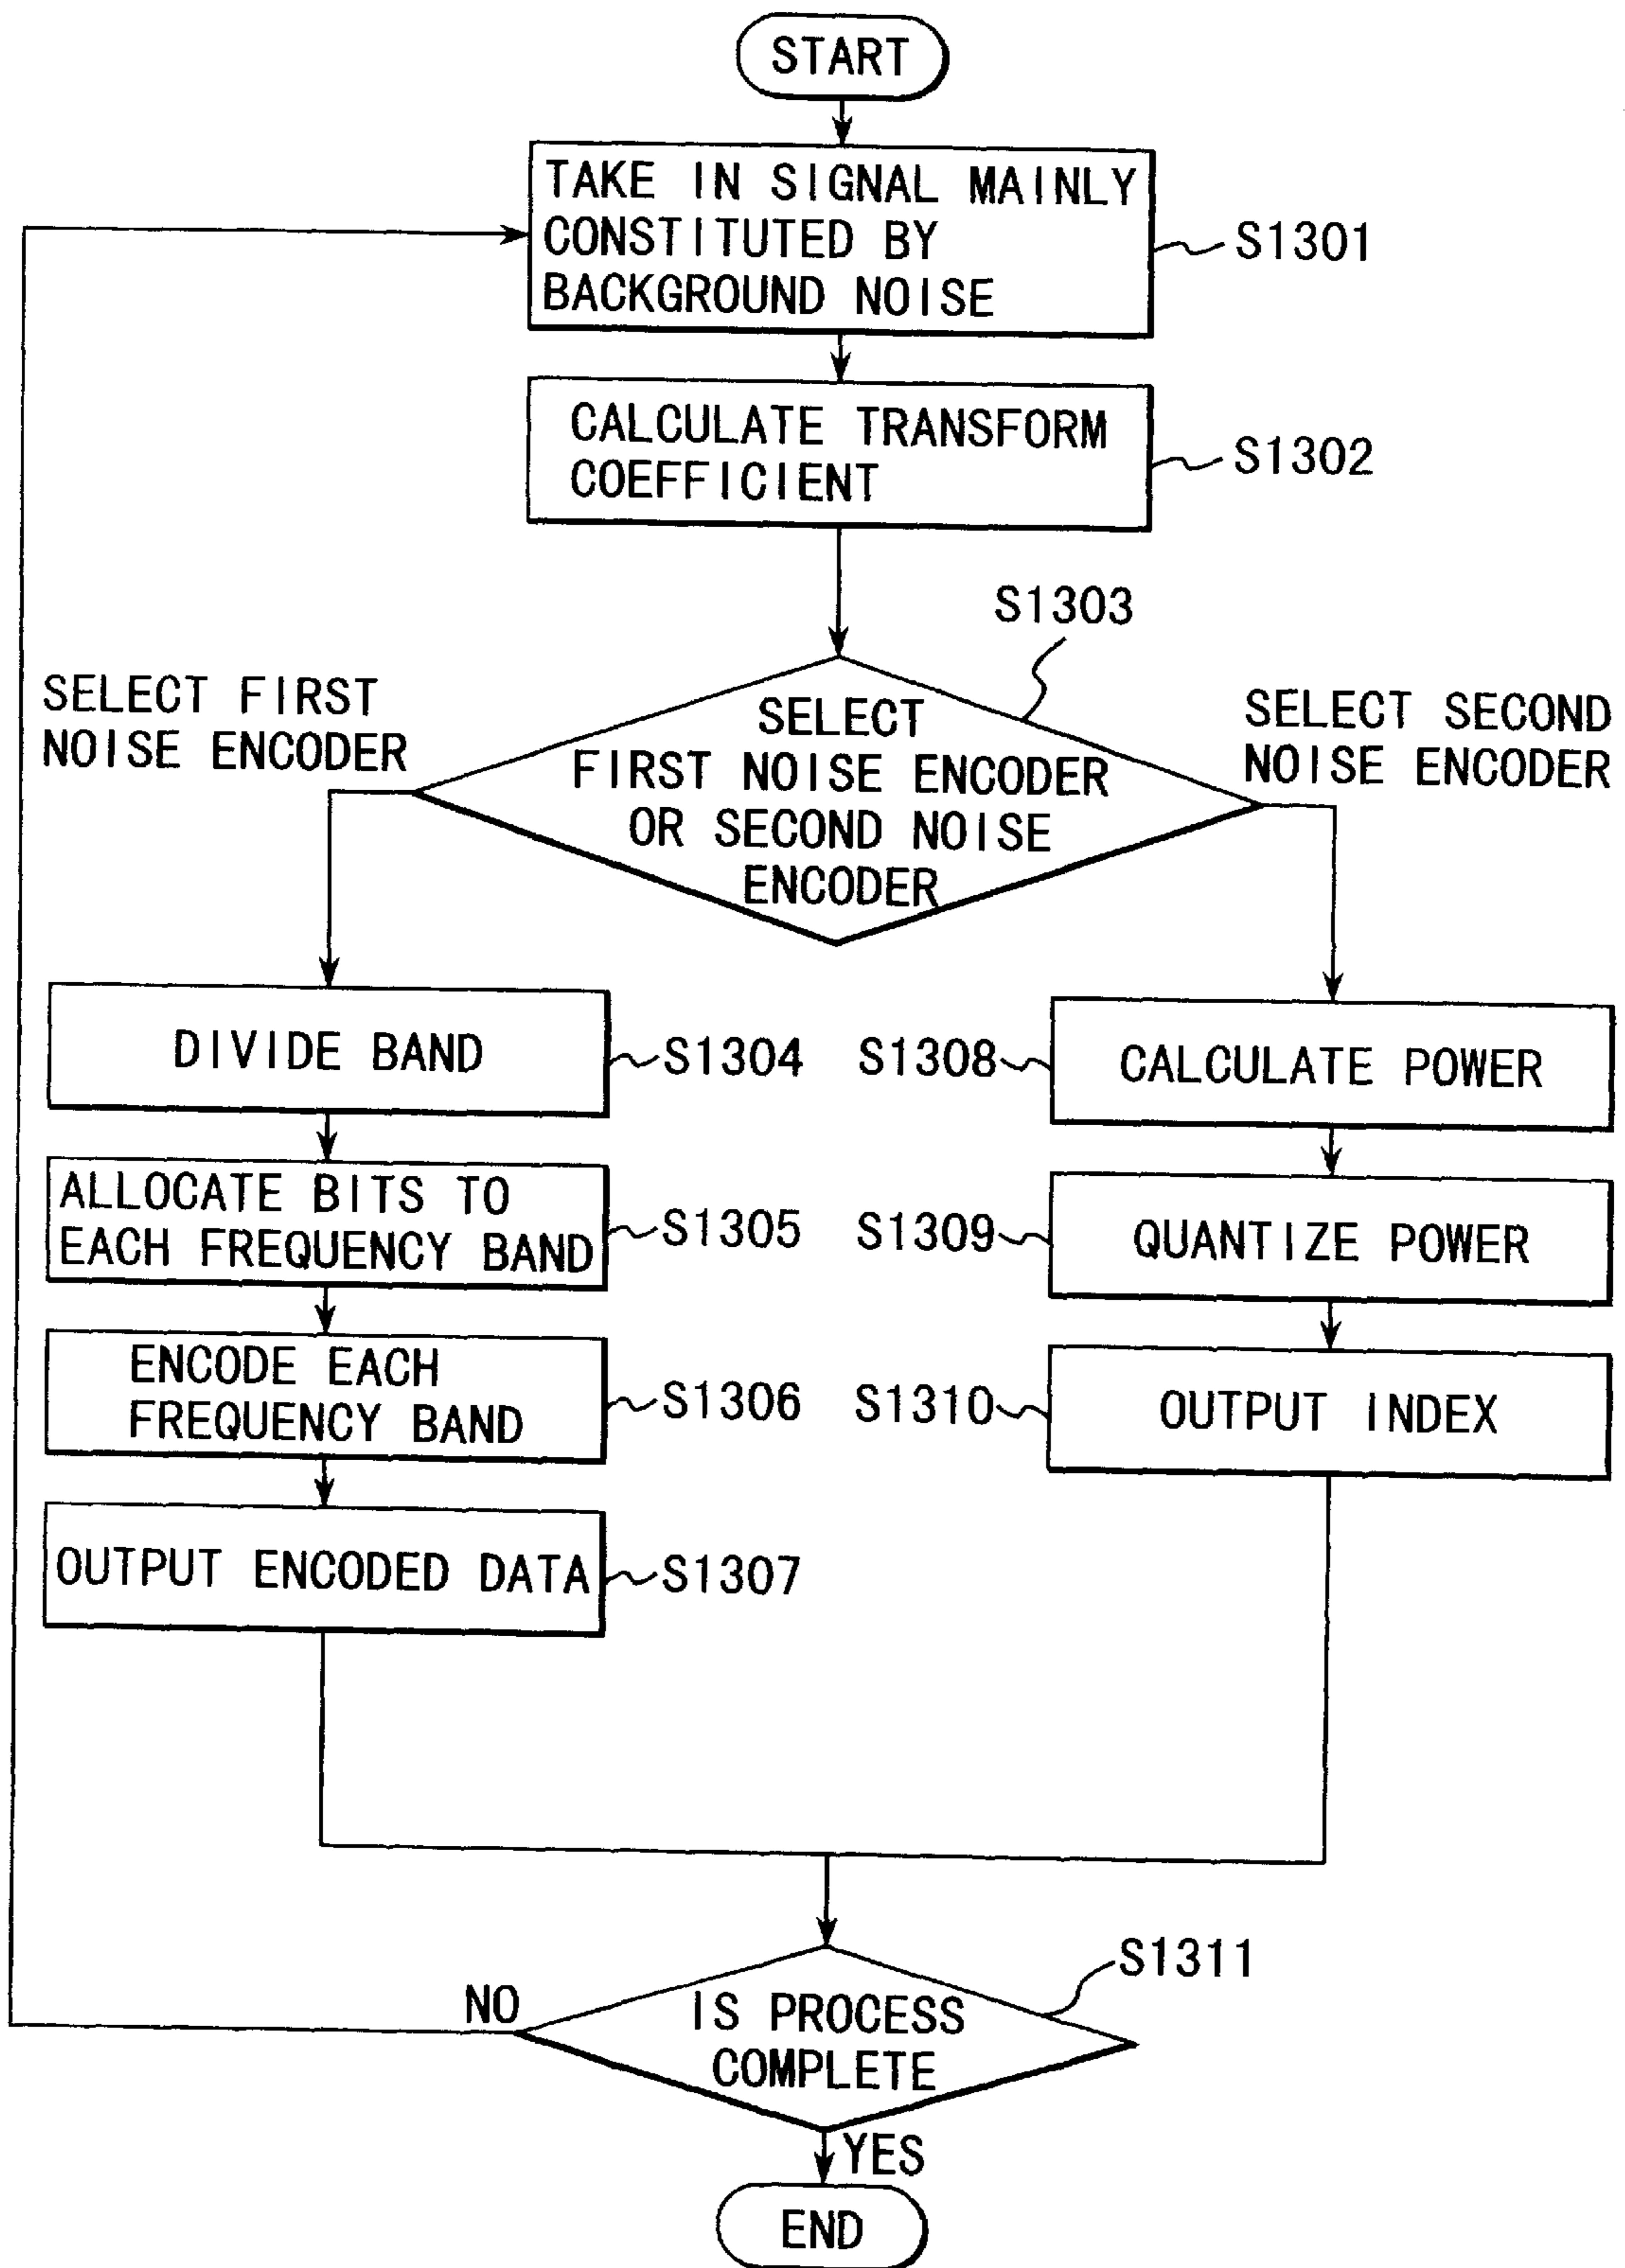 START
TAKE IN SIGNAL MAINLY
CONSTITUTED BY
BACKGROUND NOISE
S1301
CALCULATE TRANSFORM
COEFFICIENT
S1302
S1303
SELECT FIRST
NOISE ENCODER
SELECT
FIRST NOISE ENCODER
OR SECOND NOISE
ENCODER
SELECT SECOND
NOISE ENCODER
DIVIDE BAND
S1304
ALLOCATE BITS TO
EACH FREQUENCY BAND
S1305
ENCODE EACH
FREQUENCY BAND
S1306
OUTPUT ENCODED DATA
S1307
S1308
CALCULATE POWER
S1309
QUANTIZE POWER
S1310
OUTPUT INDEX
S1311
IS PROCESS
COMPLETE
NO
YES
END